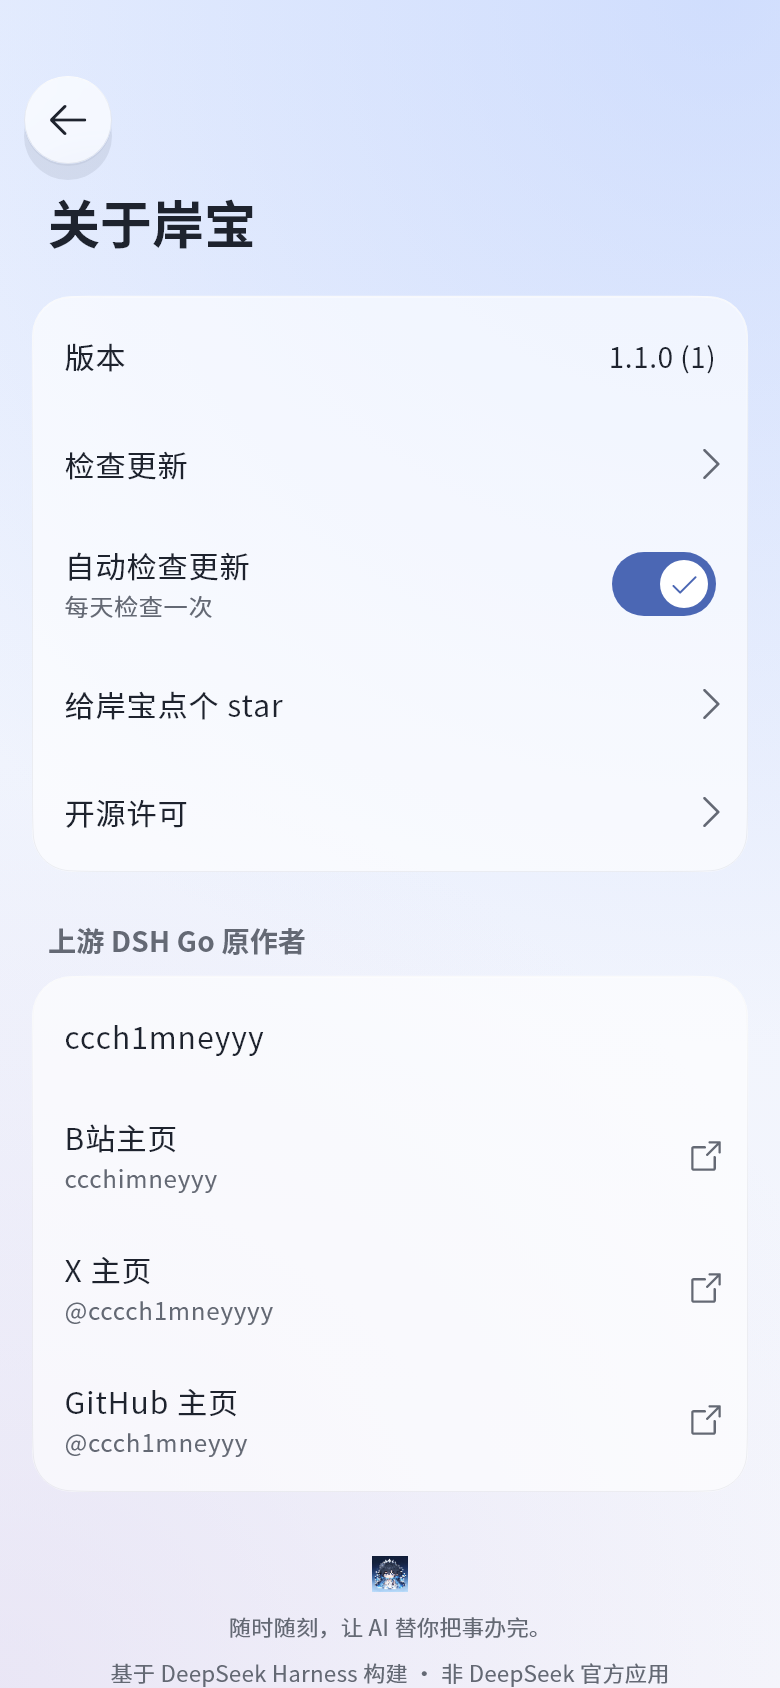 关于岸宝
版本
1.1.0 (1)
检查更新
自动检查更新
每天检查一次
给岸宝点个 star
开源许可
上游 DSH Go 原作者
ccch1mneyyy
B站主页
ccchimneyyy
X 主页
@cccch1mneyyyy
GitHub 主页
@ccch1mneyyy
随时随刻，让 AI 替你把事办完。
基于 DeepSeek Harness 构建 · 非 DeepSeek 官方应用